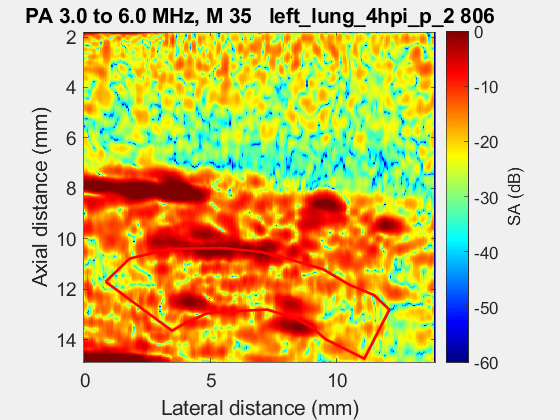 PA 3.0 to 6.0 MHz, M 35 left_lung_4hpi_p_2 806
2
4
6
8
10
12
14
Axial distance (mm)
0 5 10
Lateral distance (mm)
0
-10
-20
-30
-40
-50
-60
SA (dB)